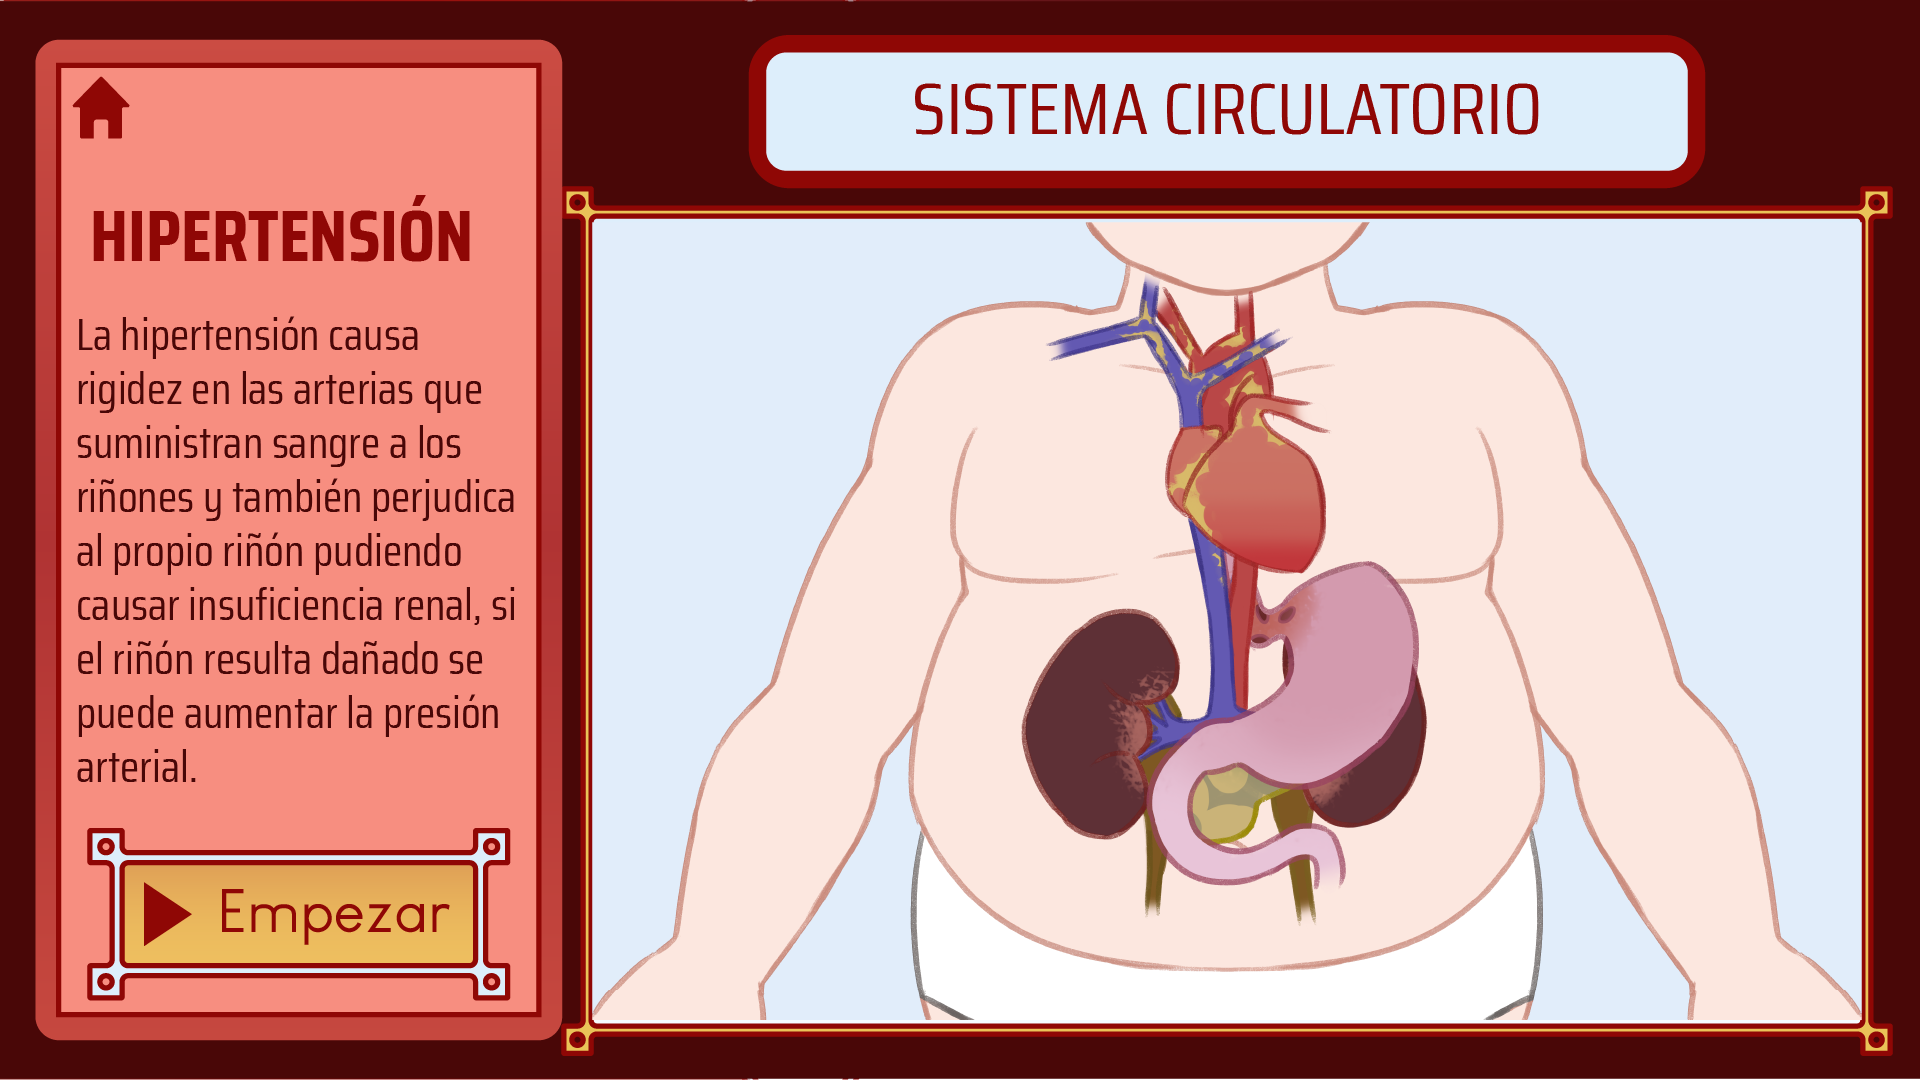 SISTEMA CIRCULATORIO
HIPERTENSIÓN
La hipertensión causa
rigidez en las arterias que
suministran sangre a los
riñones y también perjudica
al propio riñón pudiendo
causar insuficiencia renal, si
el riñón resulta dañado se
puede aumentar la presión
arterial.
Empezar